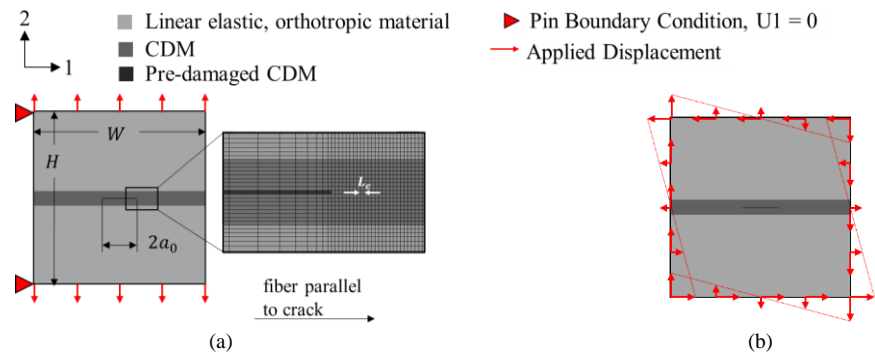 2
1
Linear elastic, orthotropic material
CDM
Pre-damaged CDM
Pin Boundary Condition, U1 = 0
Applied Displacement
W
H
2a₀
Lₑ
fiber parallel
to crack
(a)
(b)